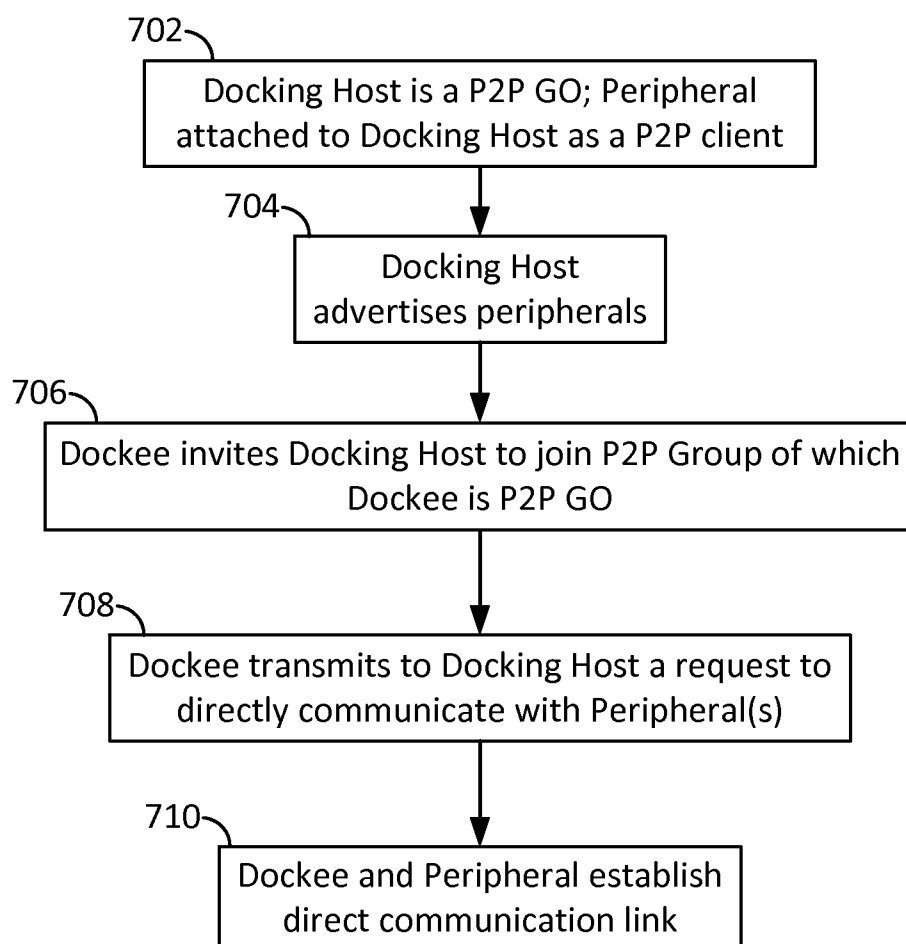 702
Docking Host is a P2P GO; Peripheral
attached to Docking Host as a P2P client
704
Docking Host
advertises peripherals
706
Dockee invites Docking Host to join P2P Group of which
Dockee is P2P GO
708
Dockee transmits to Docking Host a request to
directly communicate with Peripheral(s)
710
Dockee and Peripheral establish
direct communication link